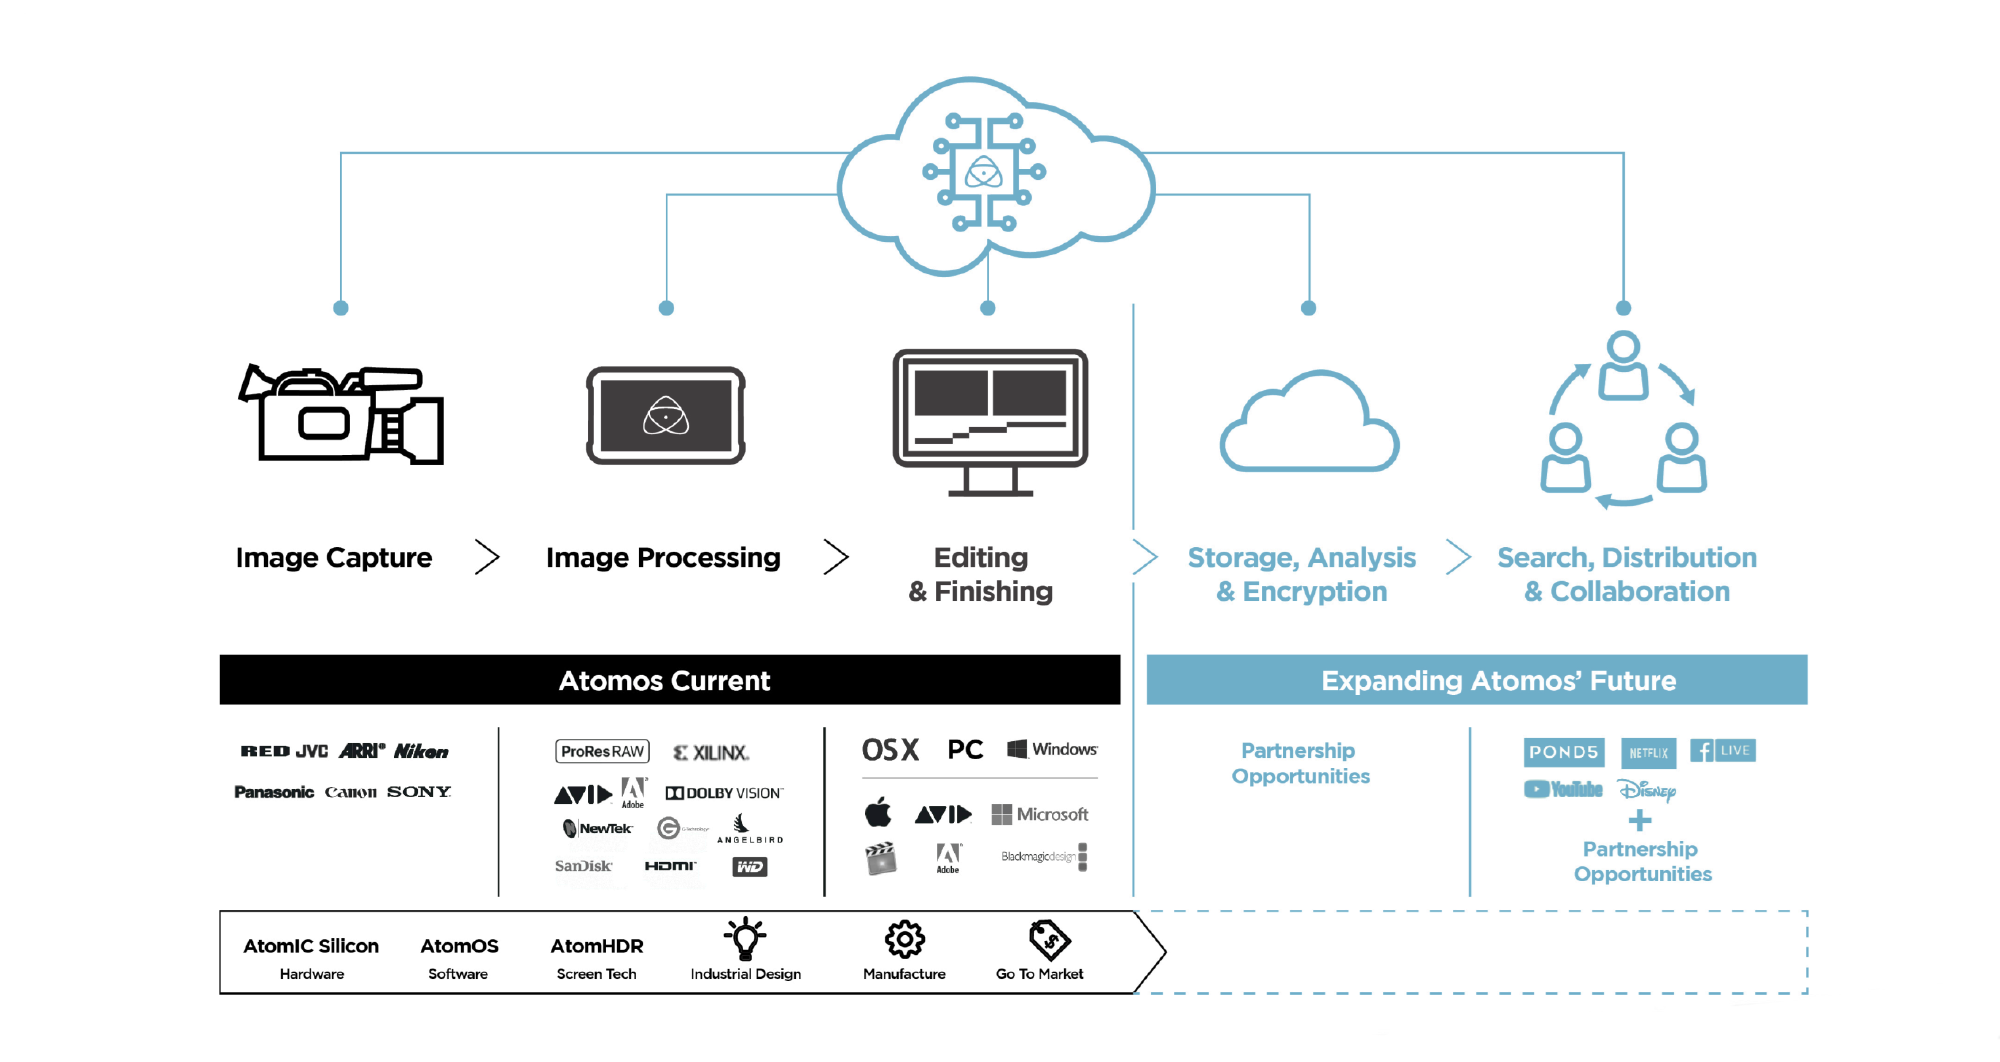 Image Capture
Image Processing
Editing
& Finishing
Storage, Analysis
& Encryption
Search, Distribution
& Collaboration
Atomos Current
Expanding Atomos’ Future
RED JVC ARRI® Nikon
Panasonic Canon SONY
ProRes RAW XILINX
AVID Adobe DOLBY VISION™
NewTek ANGELBIRD
SanDisk HDMI WD
OS X PC Windows
AVID Microsoft
Adobe Blackmagicdesign
Partnership
Opportunities
POND5 NETFLIX f LIVE
YouTube DISNEY
+
Partnership
Opportunities
AtomIC Silicon
Hardware
AtomOS
Software
AtomHDR
Screen Tech
Industrial Design
Manufacture
$
Go To Market